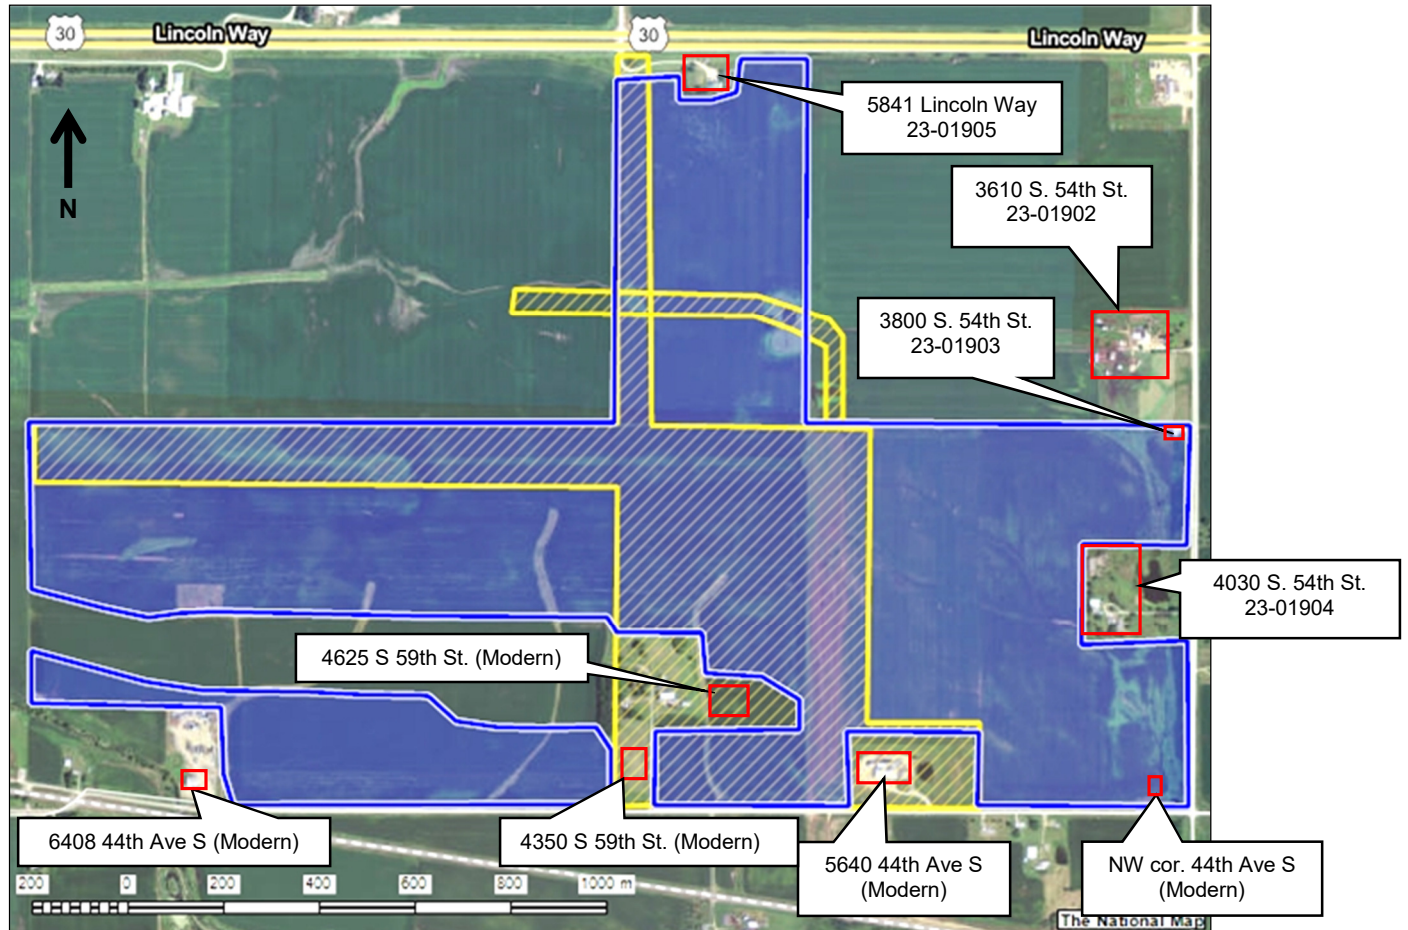 30
Lincoln Way
30
Lincoln Way
5841 Lincoln Way
23-01905
N
3610 S. 54th St.
23-01902
3800 S. 54th St.
23-01903
4030 S. 54th St.
23-01904
4625 S 59th St. (Modern)
6408 44th Ave S (Modern)
4350 S 59th St. (Modern)
5640 44th Ave S
(Modern)
NW cor. 44th Ave S
(Modern)
200 0 200 400 600 800 1000 m
The National Map